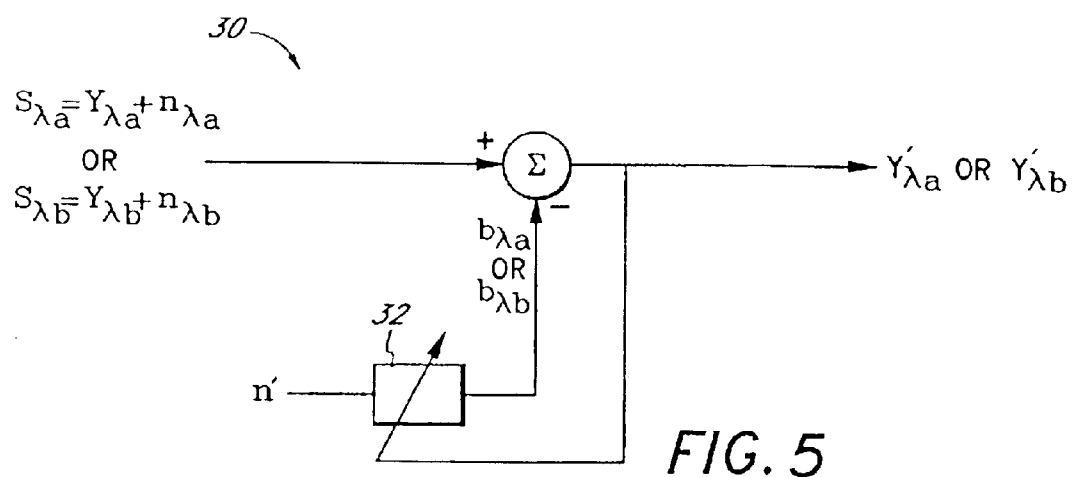 30
S_λa=Y_λa+n_λa
OR
S_λb=Y_λb+n_λb
+
Σ
−
Y′_λa OR Y′_λb
b_λa
OR
b_λb
32
n′
FIG. 5